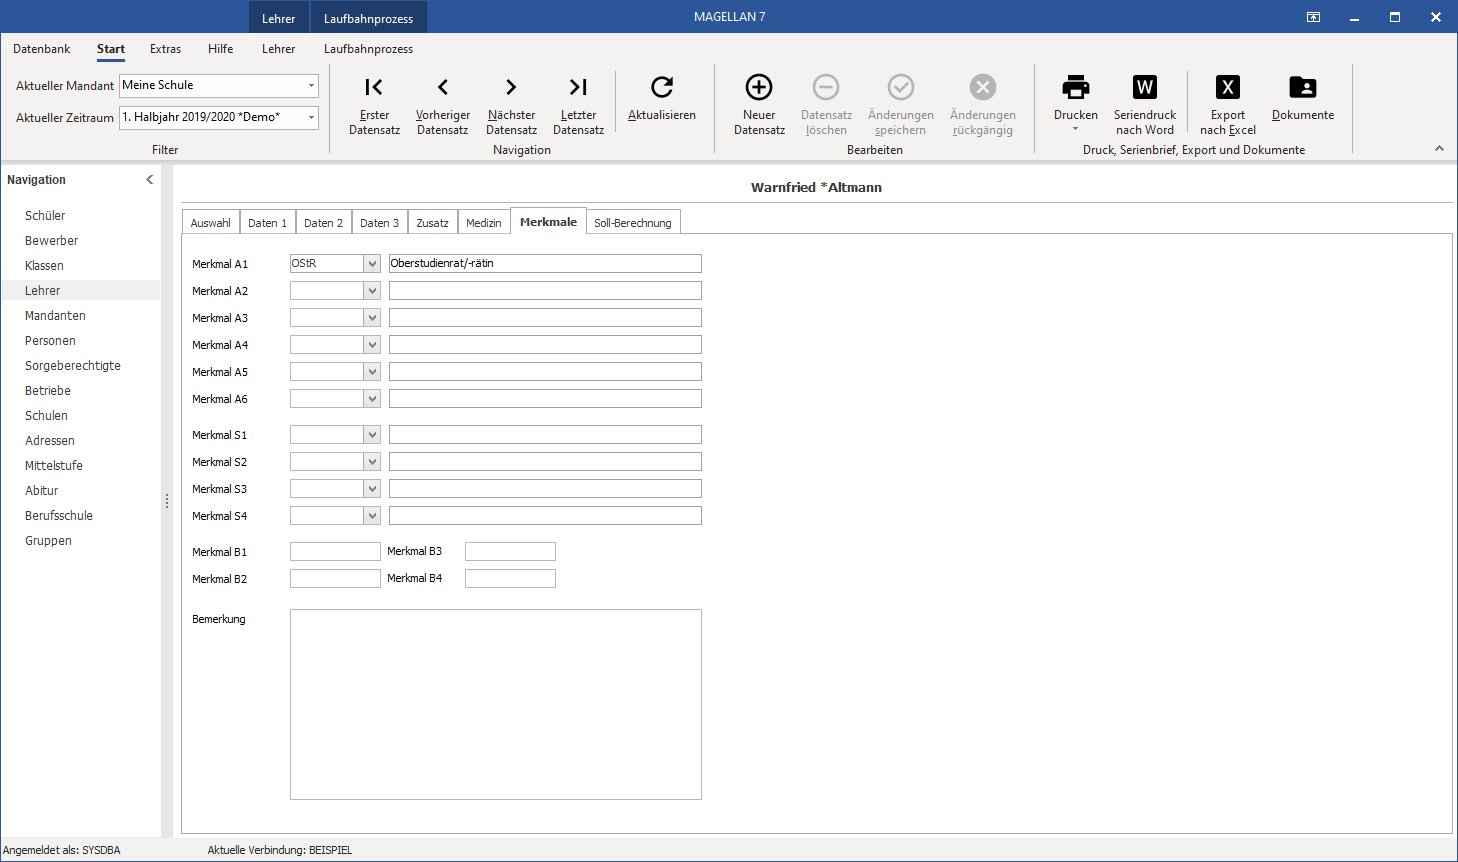 Lehrer Laufbahnprozess MAGELLAN 7
Datenbank Start Extras Hilfe Lehrer Laufbahnprozess
Aktueller Mandant Meine Schule
Aktueller Zeitraum 1. Halbjahr 2019/2020 *Demo*
Filter
Erster
Datensatz
Vorheriger
Datensatz
Nächster
Datensatz
Letzter
Datensatz
Aktualisieren
Navigation
Neuer
Datensatz
Datensatz
löschen
Änderungen
speichern
Änderungen
rückgängig
Bearbeiten
Drucken
W
Seriendruck
nach Word
X
Export
nach Excel
Dokumente
Druck, Serienbrief, Export und Dokumente
Navigation
Schüler
Bewerber
Klassen
Lehrer
Mandanten
Personen
Sorgeberechtigte
Betriebe
Schulen
Adressen
Mittelstufe
Abitur
Berufsschule
Gruppen
Warnfried *Altmann
Auswahl Daten 1 Daten 2 Daten 3 Zusatz Medizin Merkmale Soll-Berechnung
Merkmal A1 OStR Oberstudienrat/-rätin
Merkmal A2
Merkmal A3
Merkmal A4
Merkmal A5
Merkmal A6
Merkmal S1
Merkmal S2
Merkmal S3
Merkmal S4
Merkmal B1 Merkmal B3
Merkmal B2 Merkmal B4
Bemerkung
Angemeldet als: SYSDBA Aktuelle Verbindung: BEISPIEL